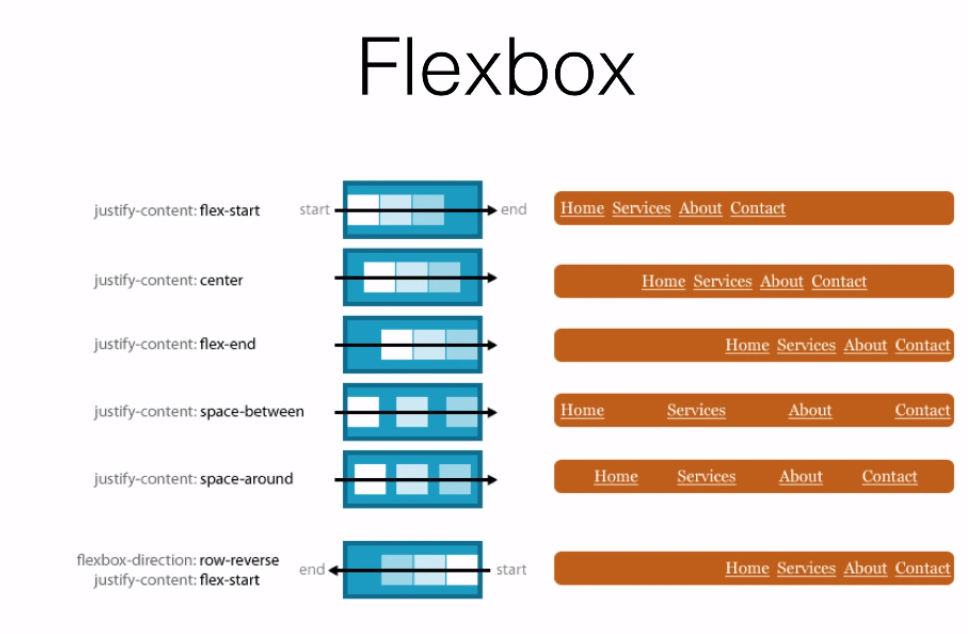 Flexbox
justify-content: flex-start
start
end
Home Services About Contact
justify-content: center
Home Services About Contact
justify-content: flex-end
Home Services About Contact
justify-content: space-between
Home Services About Contact
justify-content: space-around
Home Services About Contact
flexbox-direction: row-reverse
justify-content: flex-start
end
start
Home Services About Contact